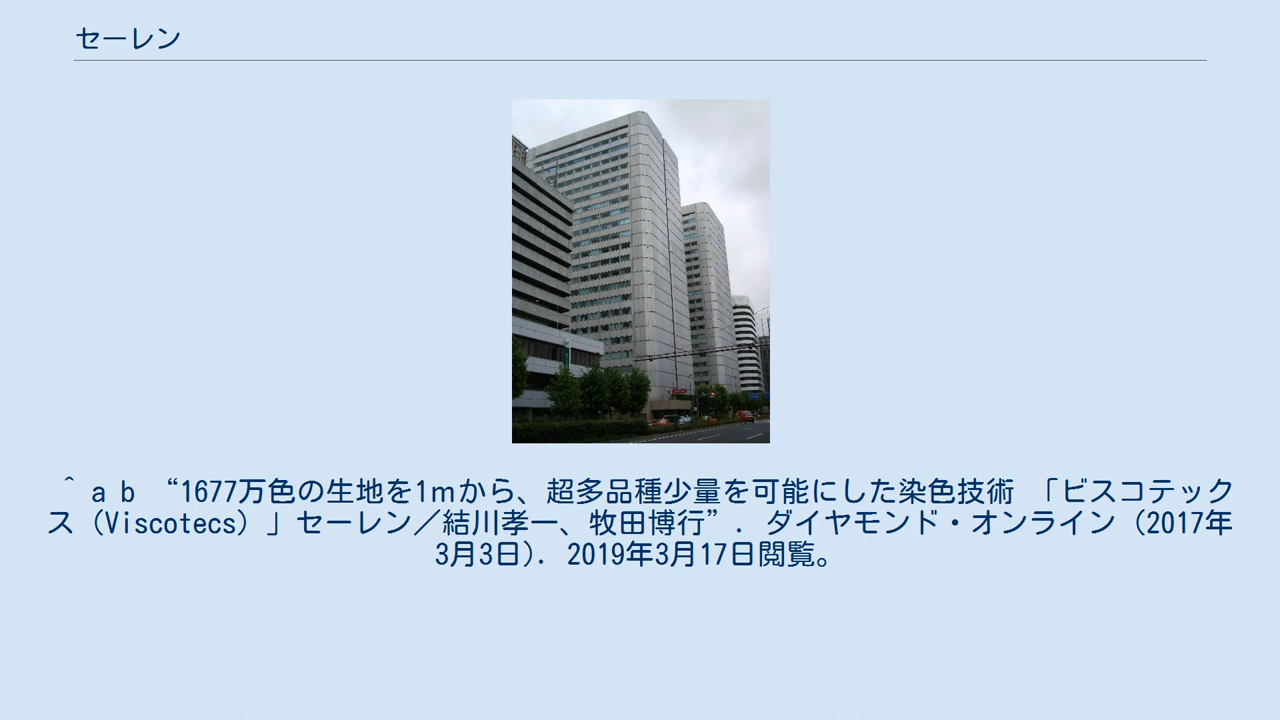 セーレン
^ a b “1677万色の生地を1mから、超多品種少量を可能にした染色技術 「ビスコテック
ス（Viscotecs）」セーレン／結川孝一、牧田博行”. ダイヤモンド・オンライン (2017年
3月3日). 2019年3月17日閲覧。